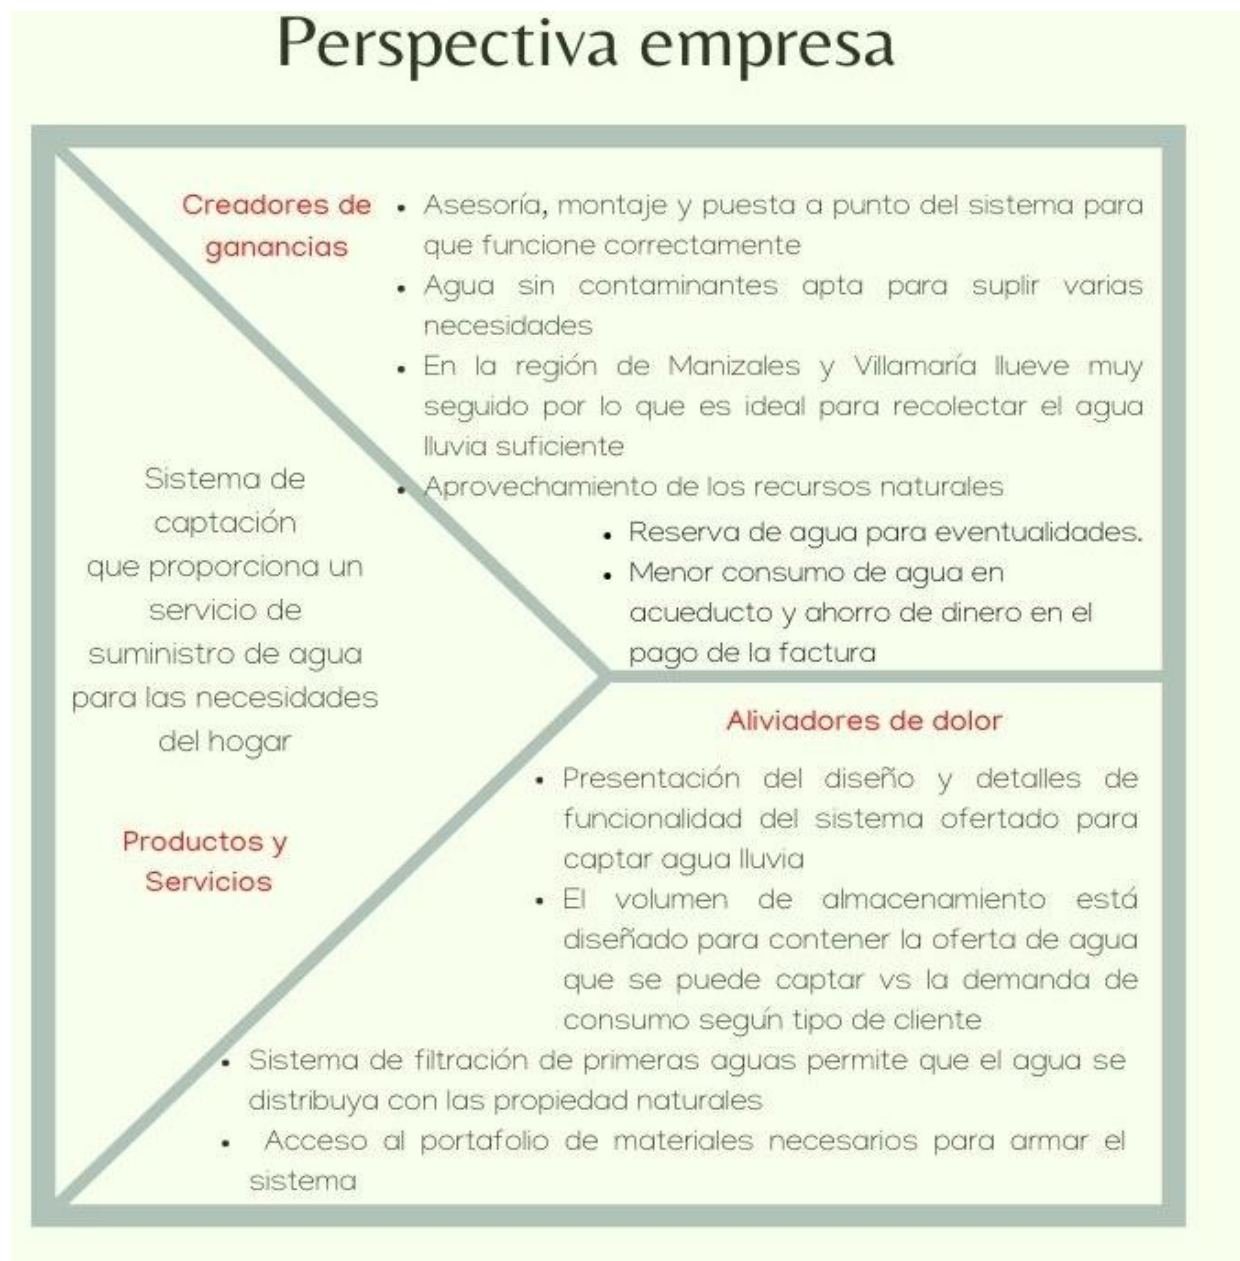 Perspectiva empresa
Creadores de
ganancias
• Asesoría, montaje y puesta a punto del sistema para
que funcione correctamente
• Agua sin contaminantes apta para suplir varias
necesidades
• En la región de Manizales y Villamaría llueve muy
seguido por lo que es ideal para recolectar el agua
lluvia suficiente
• Aprovechamiento de los recursos naturales
• Reserva de agua para eventualidades.
• Menor consumo de agua en
acueducto y ahorro de dinero en el
pago de la factura
Sistema de
captación
que proporciona un
servicio de
suministro de agua
para las necesidades
del hogar
Productos y
Servicios
Aliviadores de dolor
• Presentación del diseño y detalles de
funcionalidad del sistema ofertado para
captar agua lluvia
• El volumen de almacenamiento está
diseñado para contener la oferta de agua
que se puede captar vs la demanda de
consumo según tipo de cliente
• Sistema de filtración de primeras aguas permite que el agua se
distribuya con las propiedad naturales
• Acceso al portafolio de materiales necesarios para armar el
sistema